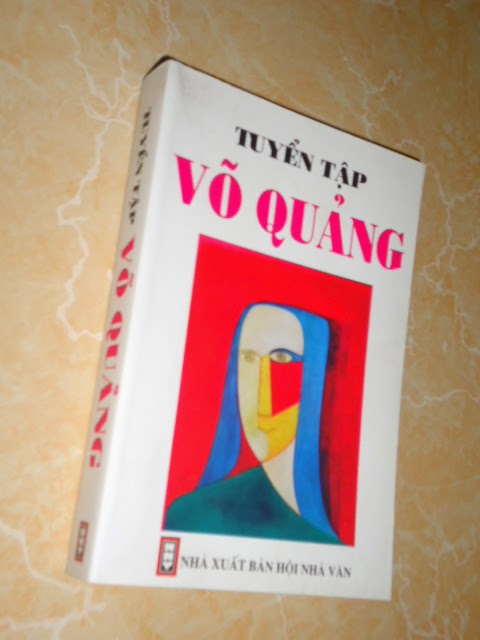 TUYỂN TẬP
VÕ QUẢNG
NHÀ XUẤT BẢN HỘI NHÀ VĂN
TUYỂN TẬP VÕ QUẢNG